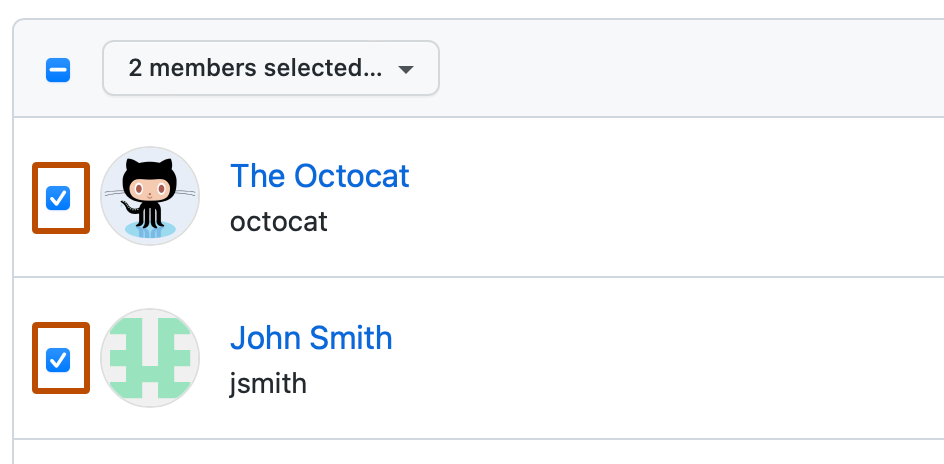 2 members selected...
The Octocat
octocat
John Smith
jsmith